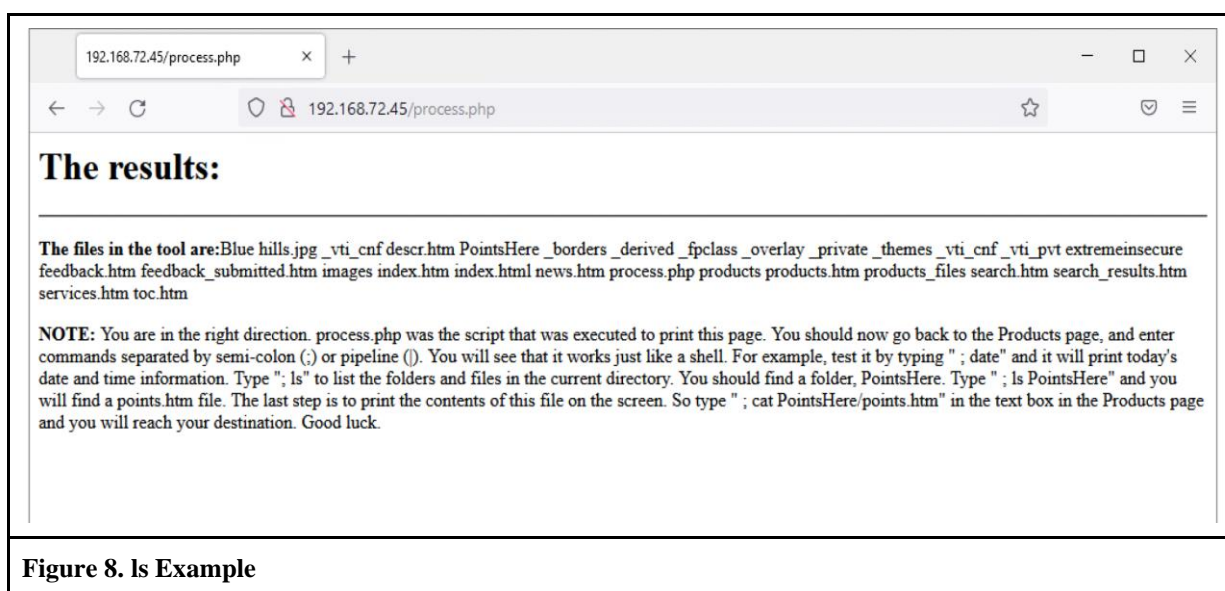 192.168.72.45/process.php
192.168.72.45/process.php
The results:
The files in the tool are:Blue hills.jpg _vti_cnf descr.htm PointsHere _borders _derived _fpclass _overlay _private _themes _vti_cnf _vti_pvt extremeinsecure
feedback.htm feedback_submitted.htm images index.htm index.html news.htm process.php products products.htm products_files search.htm search_results.htm
services.htm toc.htm
NOTE: You are in the right direction. process.php was the script that was executed to print this page. You should now go back to the Products page, and enter
commands separated by semi-colon (;) or pipeline (|). You will see that it works just like a shell. For example, test it by typing " ; date" and it will print today's
date and time information. Type "; ls" to list the folders and files in the current directory. You should find a folder, PointsHere. Type " ; ls PointsHere" and you
will find a points.htm file. The last step is to print the contents of this file on the screen. So type " ; cat PointsHere/points.htm" in the text box in the Products page
and you will reach your destination. Good luck.
Figure 8. ls Example